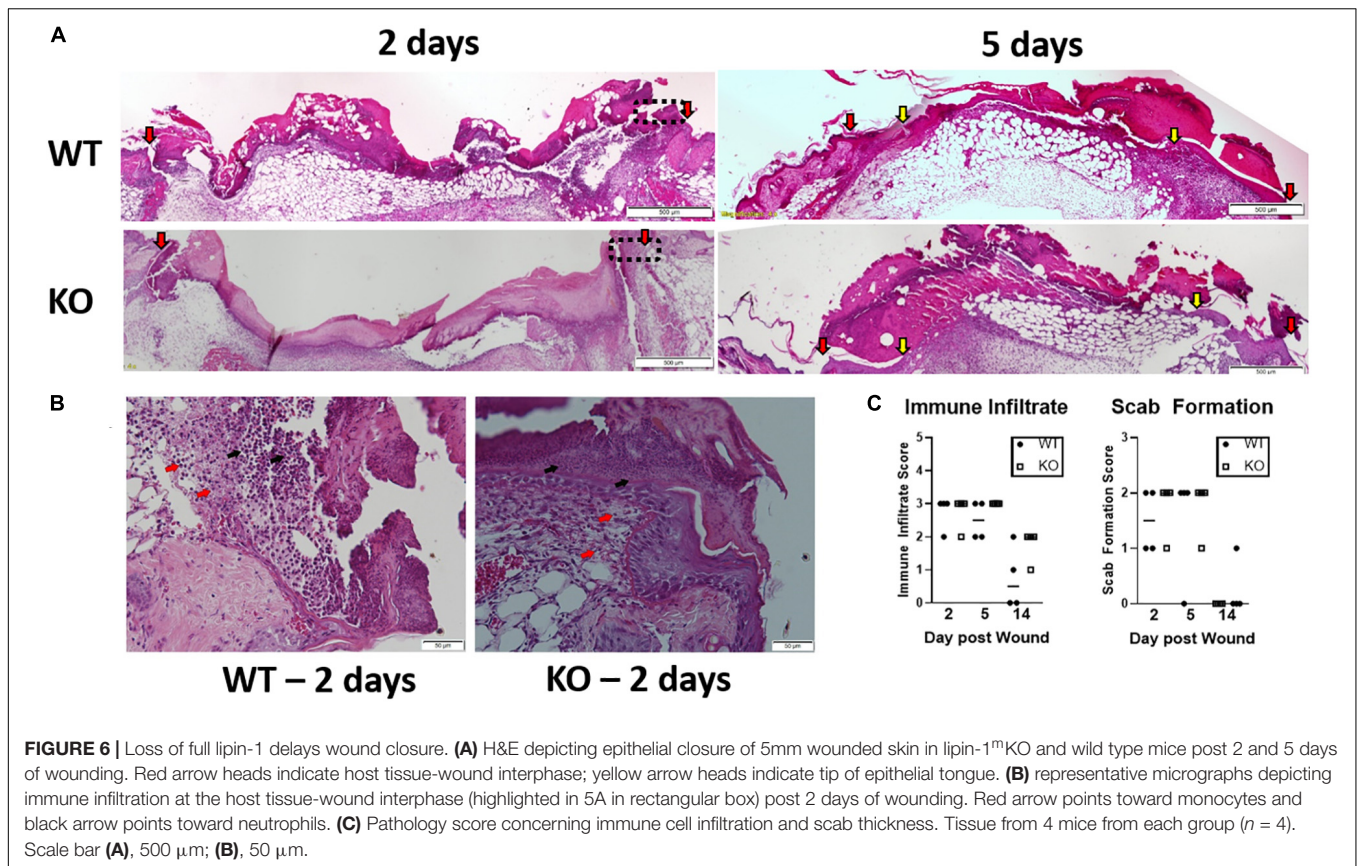 A
2 days
5 days
WT
500 µm
500 µm
KO
500 µm
500 µm
B
WT – 2 days
50 µm
KO – 2 days
50 µm
C
Immune Infiltrate
Immune Infiltrate Score
5
4
3
2
1
0
WT
KO
2 5 14
Day post Wound
Scab Formation
Scab Formation Score
3
2
1
0
WT
KO
2 5 14
Day post Wound
FIGURE 6 | Loss of full lipin-1 delays wound closure. (A) H&E depicting epithelial closure of 5mm wounded skin in lipin-1ᵐKO and wild type mice post 2 and 5 days
of wounding. Red arrow heads indicate host tissue-wound interphase; yellow arrow heads indicate tip of epithelial tongue. (B) representative micrographs depicting
immune infiltration at the host tissue-wound interphase (highlighted in 5A in rectangular box) post 2 days of wounding. Red arrow points toward monocytes and
black arrow points toward neutrophils. (C) Pathology score concerning immune cell infiltration and scab thickness. Tissue from 4 mice from each group (n = 4).
Scale bar (A), 500 µm; (B), 50 µm.